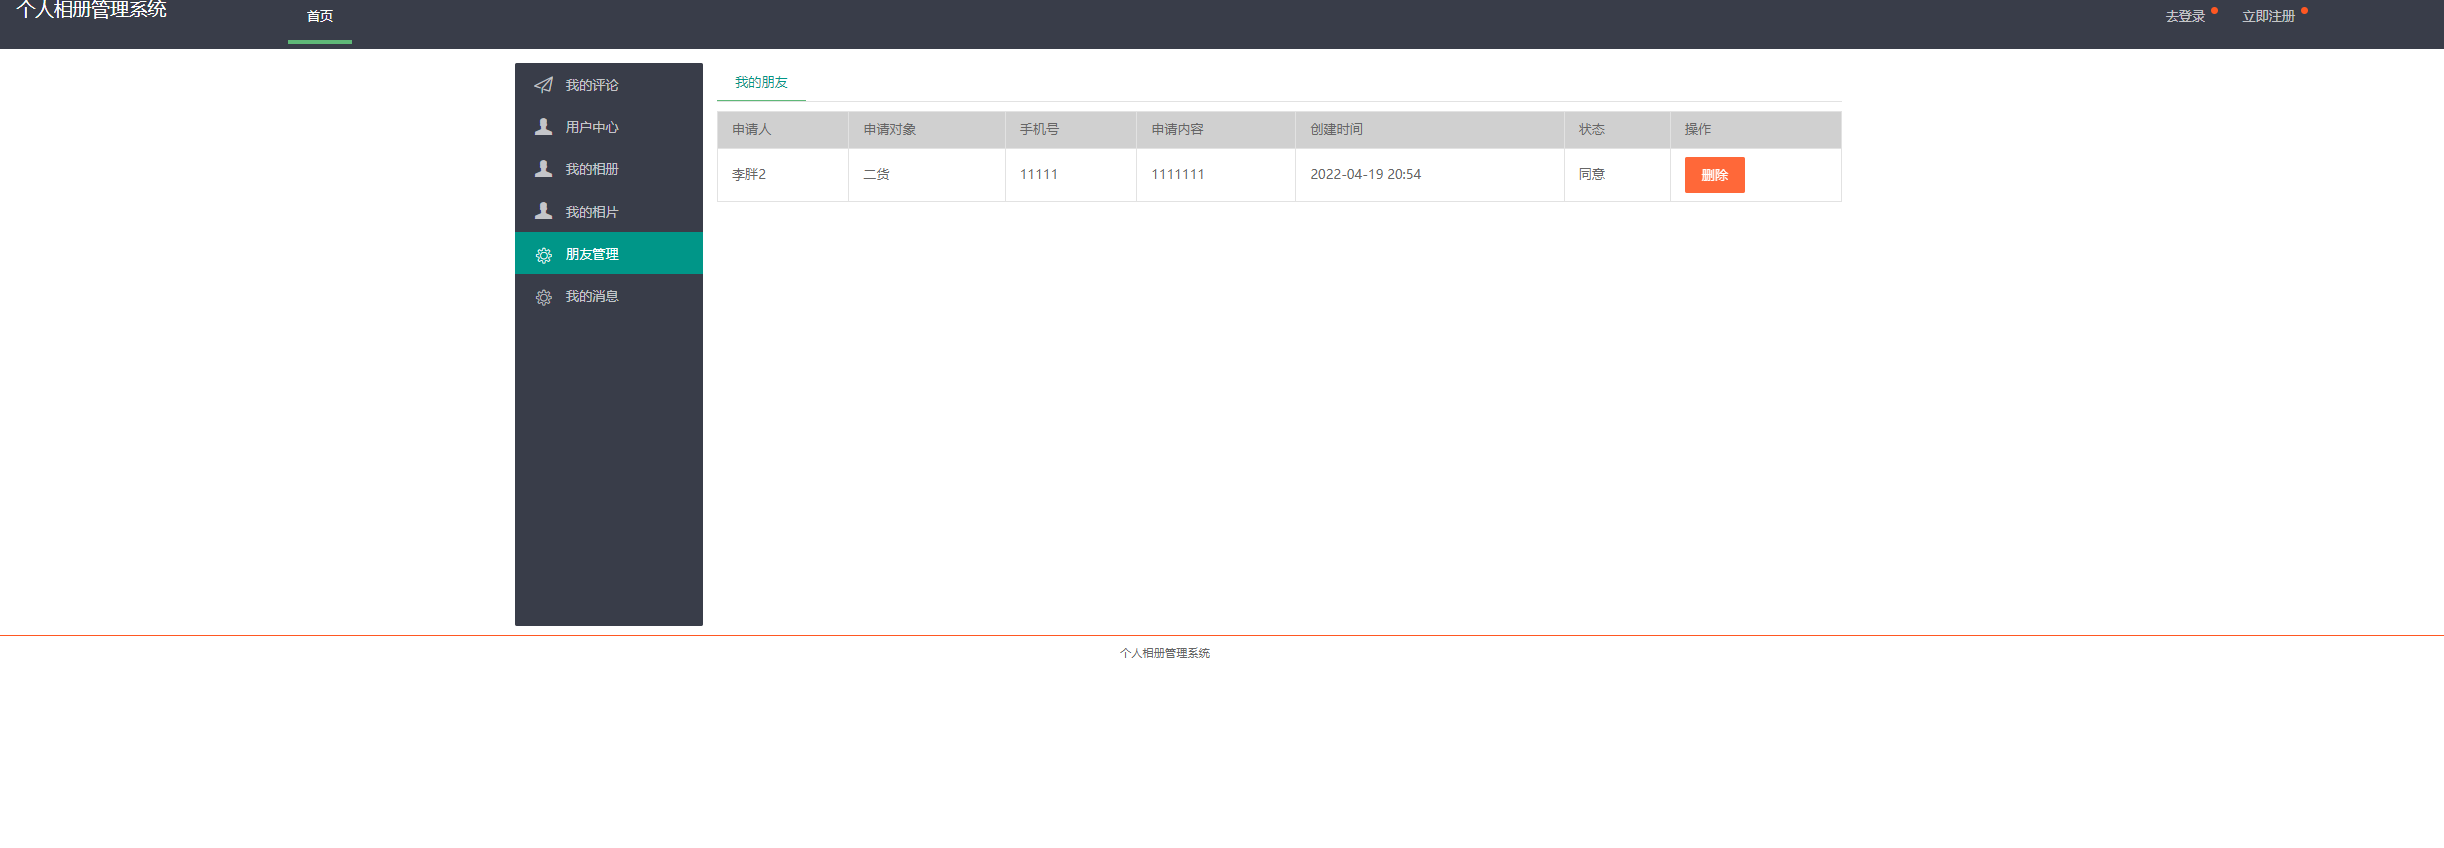 个人相册管理系统
首页
去登录
立即注册
我的评论
用户中心
我的相册
我的相片
朋友管理
我的消息
我的朋友
申请人 申请对象 手机号 申请内容 创建时间 状态 操作
李胖2 二货 11111 1111111 2022-04-19 20:54 同意 删除
个人相册管理系统